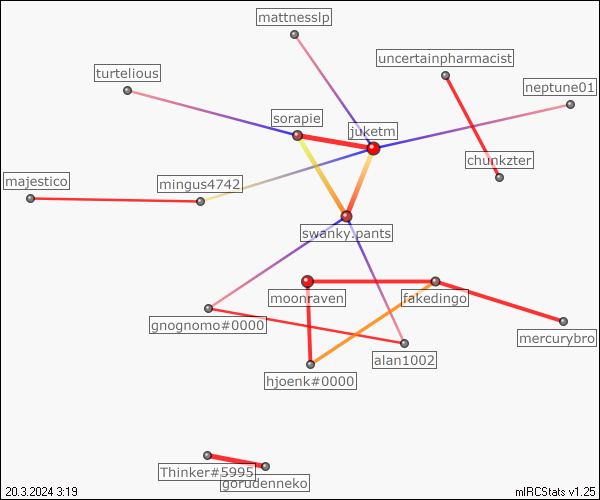 mattnesslp
uncertainpharmacist
turtelious
neptune01
sorapie
juketm
chunkzter
majestico
mingus4742
swanky.pants
moonraven
fakedingo
gnognomo#0000
mercurybro
alan1002
hjoenk#0000
Thinker#5995
gorudenneko
20.3.2024 3:19
mIRCStats v1.25